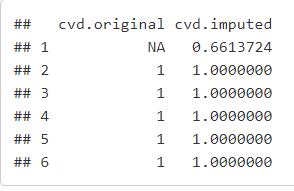 ##   cvd.original cvd.imputed
## 1           NA   0.6613724
## 2            1   1.0000000
## 3            1   1.0000000
## 4            1   1.0000000
## 5            1   1.0000000
## 6            1   1.0000000